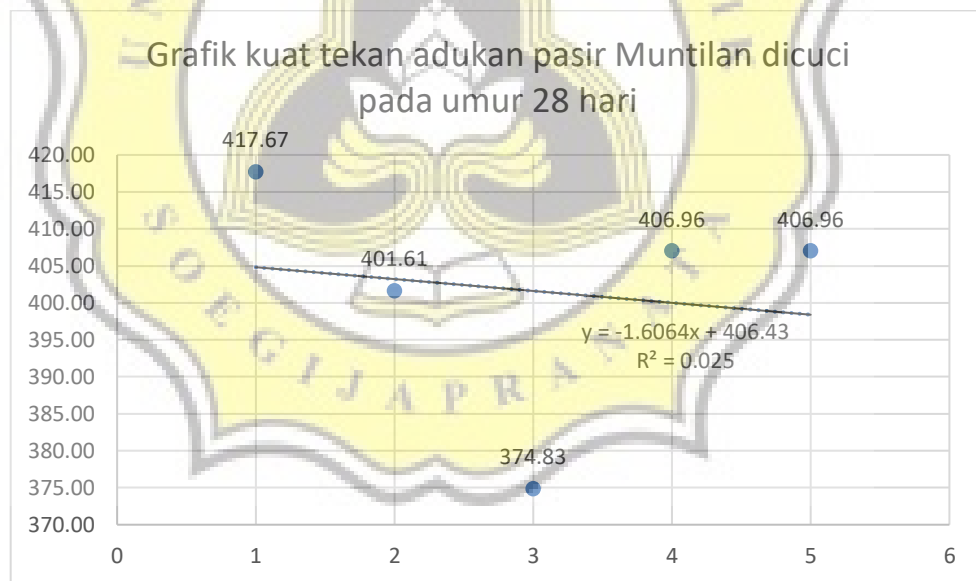 Grafik kuat tekan adukan pasir Muntilan dicuci
pada umur 28 hari
417.67
401.61
374.83
406.96
406.96
y = -1.6064x + 406.43
R² = 0.025
420.00
415.00
410.00
405.00
400.00
395.00
390.00
385.00
380.00
375.00
370.00
0 1 2 3 4 5 6
SOEGIJAPRANATA